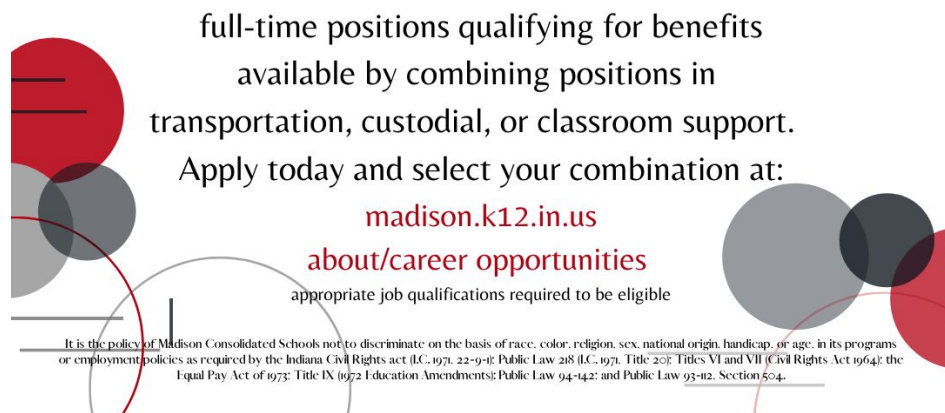 full-time positions qualifying for benefits
available by combining positions in
transportation, custodial, or classroom support.
Apply today and select your combination at:
madison.k12.in.us
about/career opportunities
appropriate job qualifications required to be eligible
It is the policy of Madison Consolidated Schools not to discriminate on the basis of race, color, religion, sex, national origin, handicap, or age, in its programs
or employment policies as required by the Indiana Civil Rights act (I.C. 1971, 22-9-1); Public Law 218 (I.C. 1971, Title 20); Titles VI and VII (Civil Rights Act 1964); the
Equal Pay Act of 1973; Title IX (1972 Education Amendments); Public Law 94-142; and Public Law 93-112, Section 504.